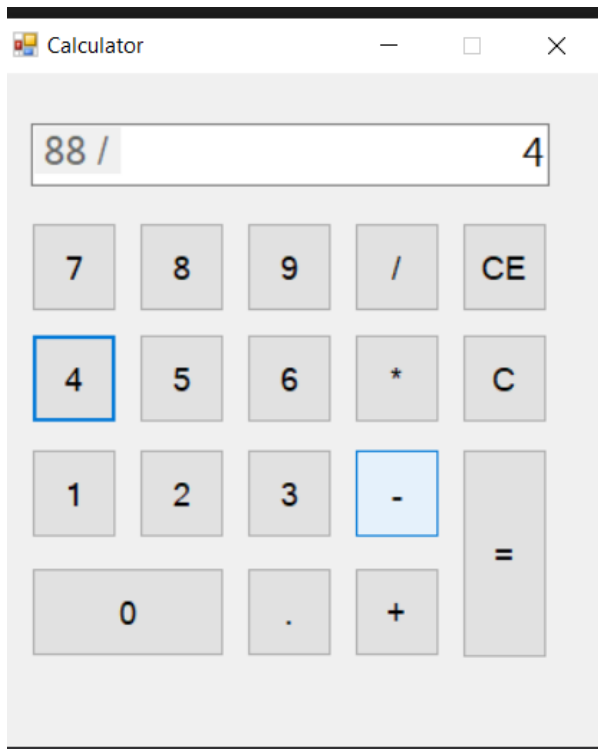 Calculator
88 / 4
7 8 9 / CE
4 5 6 * C
1 2 3 - =
0 . +